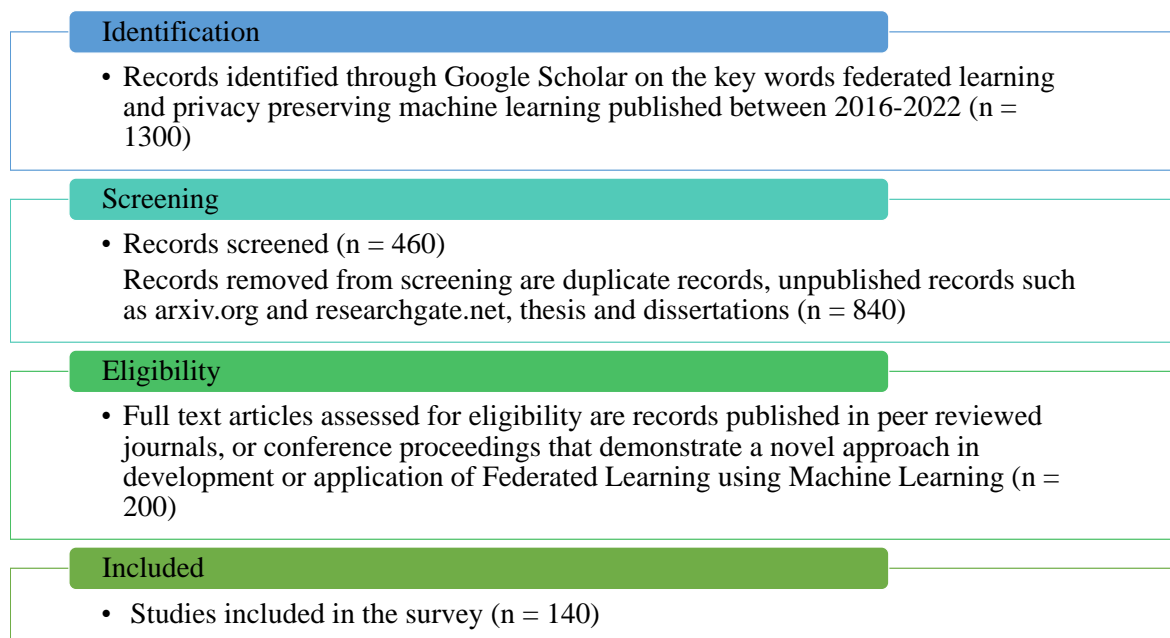 Identification
• Records identified through Google Scholar on the key words federated learning
and privacy preserving machine learning published between 2016-2022 (n =
1300)
Screening
• Records screened (n = 460)
Records removed from screening are duplicate records, unpublished records such
as arxiv.org and researchgate.net, thesis and dissertations (n = 840)
Eligibility
• Full text articles assessed for eligibility are records published in peer reviewed
journals, or conference proceedings that demonstrate a novel approach in
development or application of Federated Learning using Machine Learning (n =
200)
Included
• Studies included in the survey (n = 140)